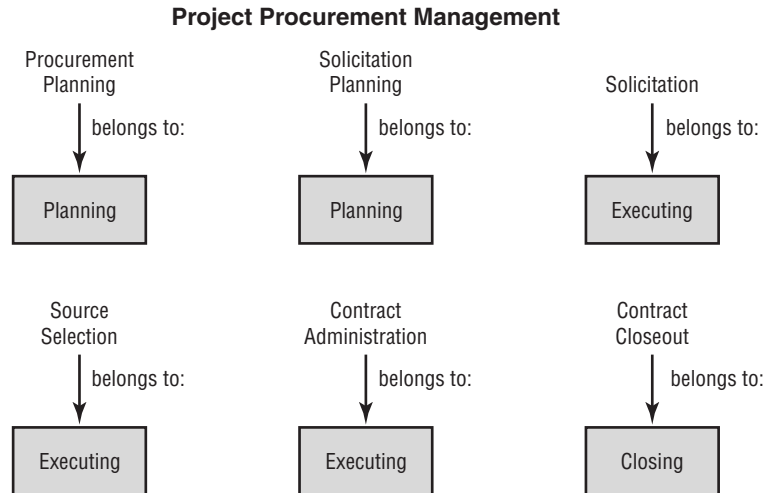 Project Procurement Management
Procurement
Planning
belongs to:
Planning
Solicitation
Planning
belongs to:
Planning
Solicitation
belongs to:
Executing
Source
Selection
belongs to:
Executing
Contract
Administration
belongs to:
Executing
Contract
Closeout
belongs to:
Closing